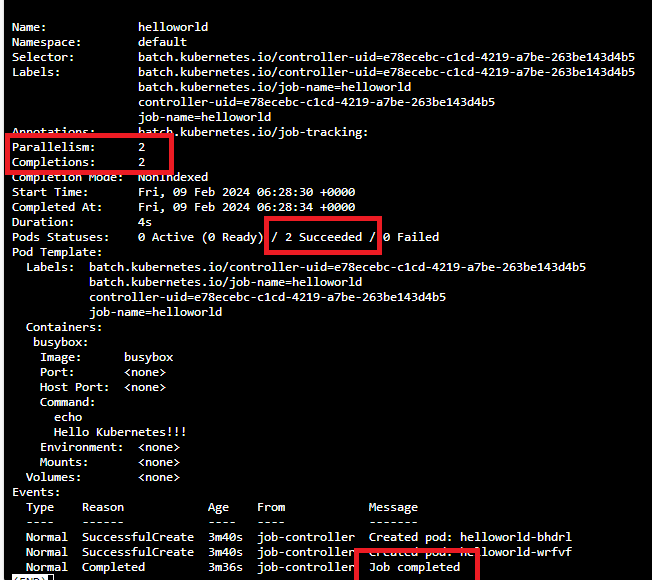 Name: helloworld
Namespace: default
Selector: batch.kubernetes.io/controller-uid=e78ecebc-c1cd-4219-a7be-263be143d4b5
Labels: batch.kubernetes.io/controller-uid=e78ecebc-c1cd-4219-a7be-263be143d4b5
batch.kubernetes.io/job-name=helloworld
controller-uid=e78ecebc-c1cd-4219-a7be-263be143d4b5
job-name=helloworld
Annotations: batch.kubernetes.io/job-tracking:
Parallelism: 2
Completions: 2
Completion Mode: NonIndexed
Start Time: Fri, 09 Feb 2024 06:28:30 +0000
Completed At: Fri, 09 Feb 2024 06:28:34 +0000
Duration: 4s
Pods Statuses: 0 Active (0 Ready) / 2 Succeeded / 0 Failed
Pod Template:
Labels: batch.kubernetes.io/controller-uid=e78ecebc-c1cd-4219-a7be-263be143d4b5
batch.kubernetes.io/job-name=helloworld
controller-uid=e78ecebc-c1cd-4219-a7be-263be143d4b5
job-name=helloworld
Containers:
busybox:
Image: busybox
Port: <none>
Host Port: <none>
Command:
echo
Hello Kubernetes!!!
Environment: <none>
Mounts: <none>
Volumes: <none>
Events:
Type Reason Age From Message
---- ------ ---- ---- -------
Normal SuccessfulCreate 3m40s job-controller Created pod: helloworld-bhdrl
Normal SuccessfulCreate 3m40s job-controller Created pod: helloworld-wrfvf
Normal Completed 3m36s job-controller Job completed
(END)